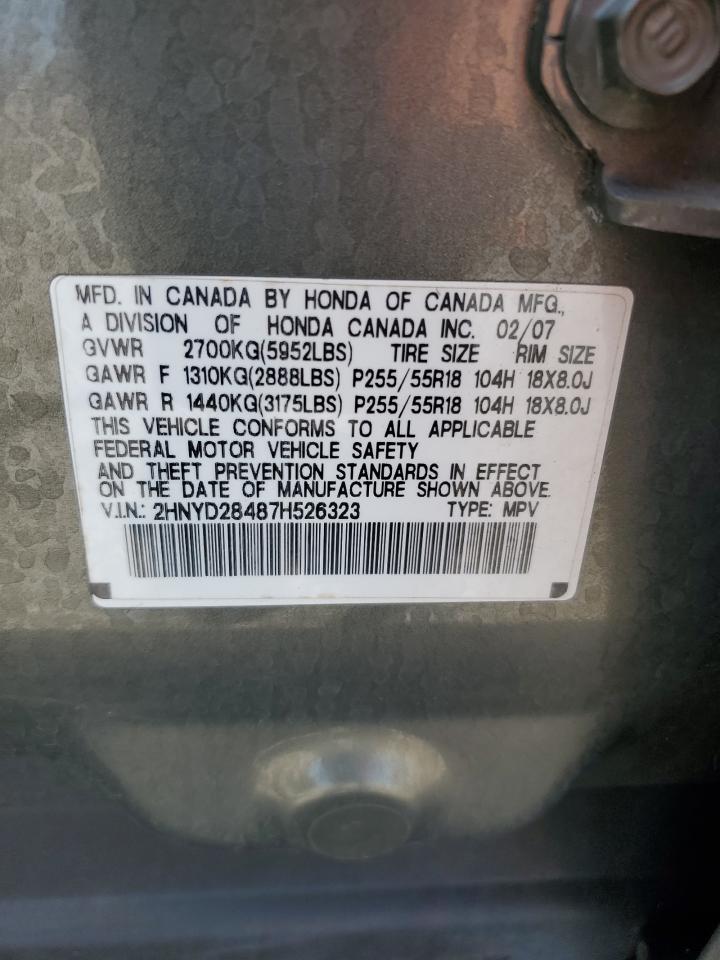 MFD. IN CANADA BY HONDA OF CANADA MFG.,
A DIVISION OF HONDA CANADA INC. 02/07
GVWR 2700KG(5952LBS) TIRE SIZE RIM SIZE
GAWR F 1310KG(2888LBS) P255/55R18 104H 18X8.0J
GAWR R 1440KG(3175LBS) P255/55R18 104H 18X8.0J
THIS VEHICLE CONFORMS TO ALL APPLICABLE
FEDERAL MOTOR VEHICLE SAFETY
AND THEFT PREVENTION STANDARDS IN EFFECT
ON THE DATE OF MANUFACTURE SHOWN ABOVE.
V.I.N.: 2HNYD28487H526323 TYPE: MPV